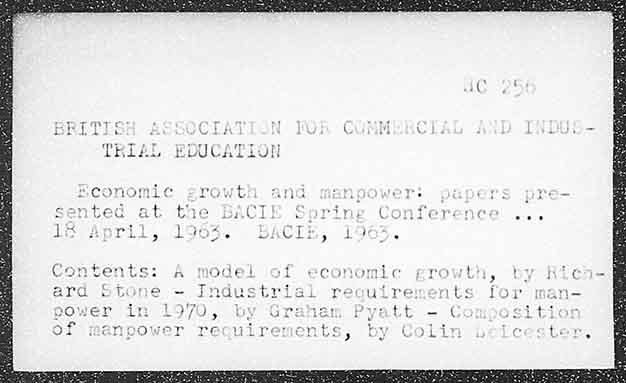 HC 256
BRITISH ASSOCIATION FOR COMMERCIAL AND INDUS-
TRIAL EDUCATION
Economic growth and manpower: papers pre-
sented at the BACIE Spring Conference ...
18 April, 1963. BACIE, 1963.
Contents: A model of economic growth, by Rich-
ard Stone - Industrial requirements for man-
power in 1970, by Graham Pyatt - Composition
of manpower requirements, by Colin Leicester.